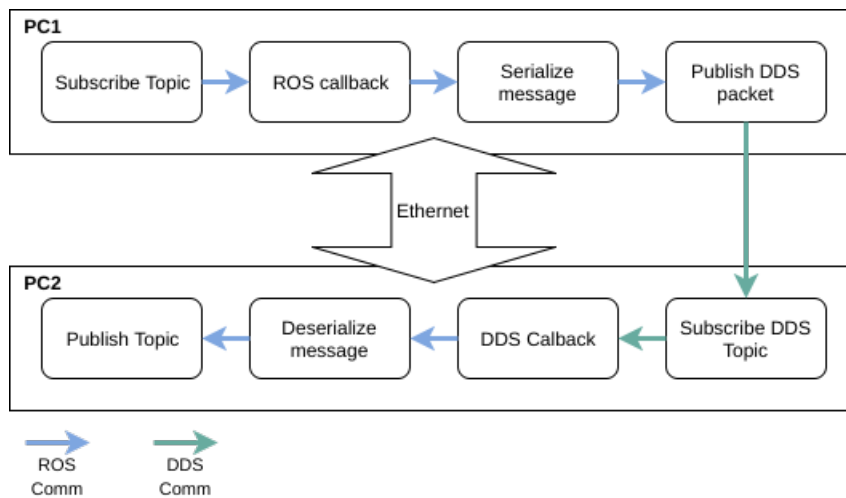 PC1
Subscribe Topic
ROS callback
Serialize
message
Publish DDS
packet
Ethernet
PC2
Publish Topic
Deserialize
message
DDS Calback
Subscribe DDS
Topic
ROS
Comm
DDS
Comm